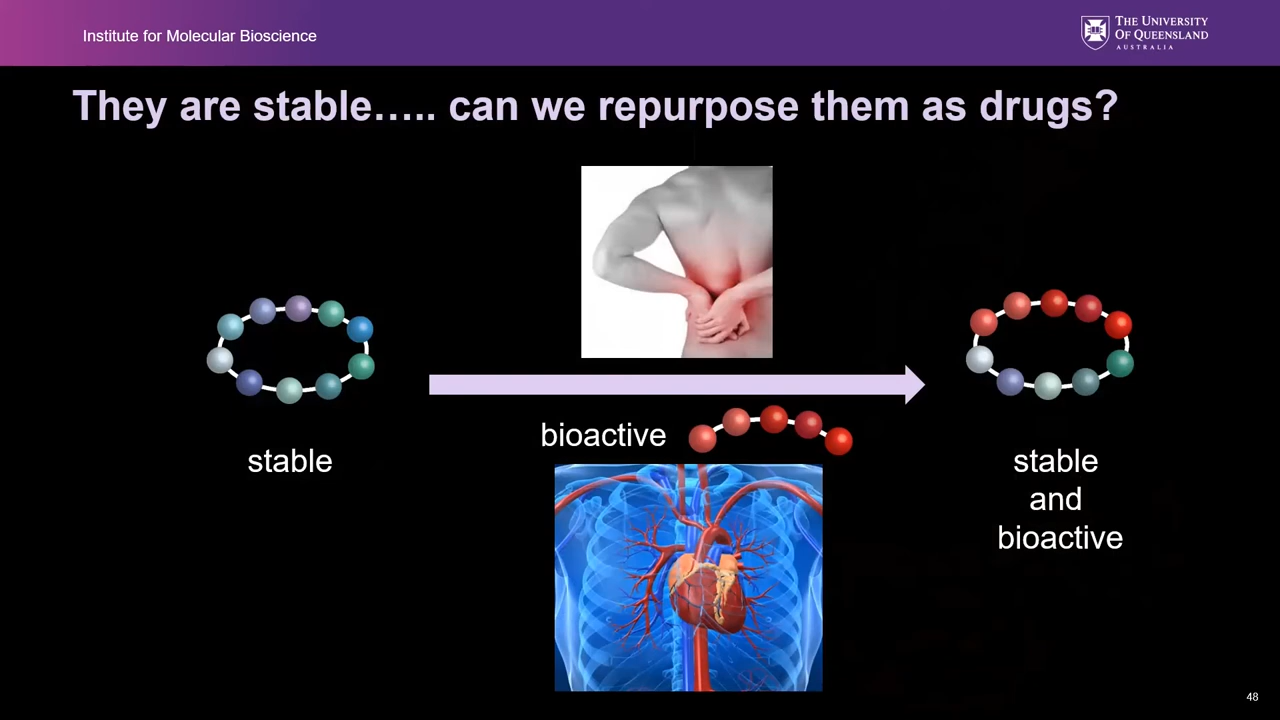 Institute for Molecular Bioscience
THE UNIVERSITY
OF QUEENSLAND
AUSTRALIA
They are stable….. can we repurpose them as drugs?
bioactive
stable
stable
and
bioactive
48